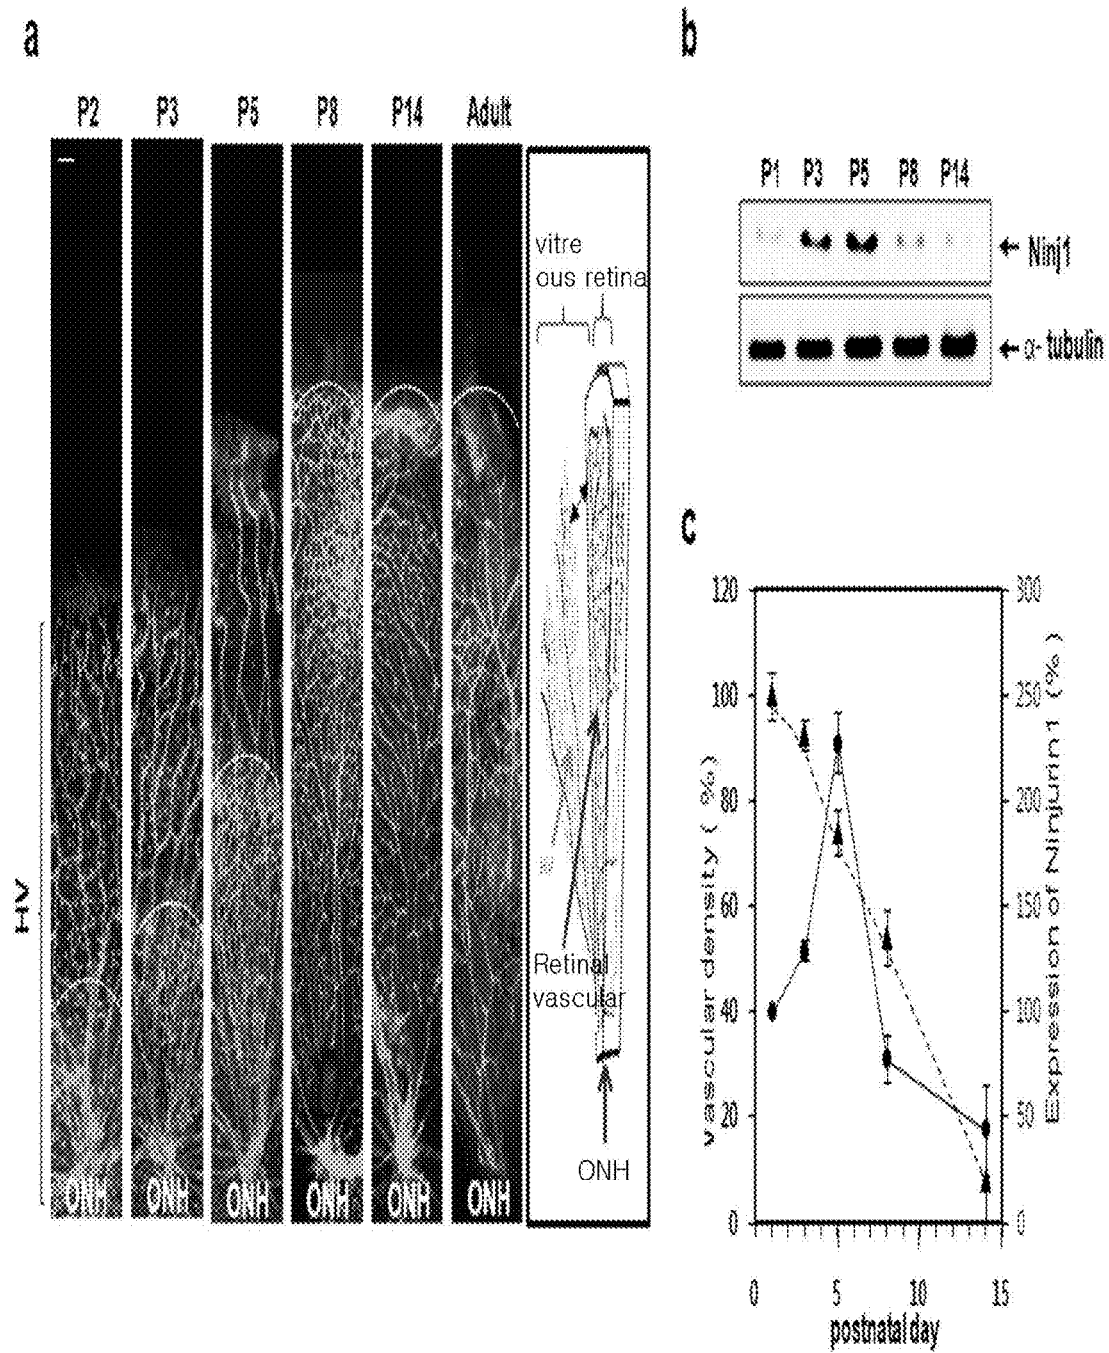 a
P2 P3 P5 P8 P14 Adult
vitre
ous retina
HV
Retinal
vascular
ONH
ONH ONH ONH ONH ONH ONH
b
P1 P3 P5 P8 P14
Ninj1
α- tubulin
c
Vascular density ( %)
Expression of Ninjurin1 (%)
120 300
100 250
80 200
60 150
40 100
20 50
0 0
0 5 10 15
postnatal day